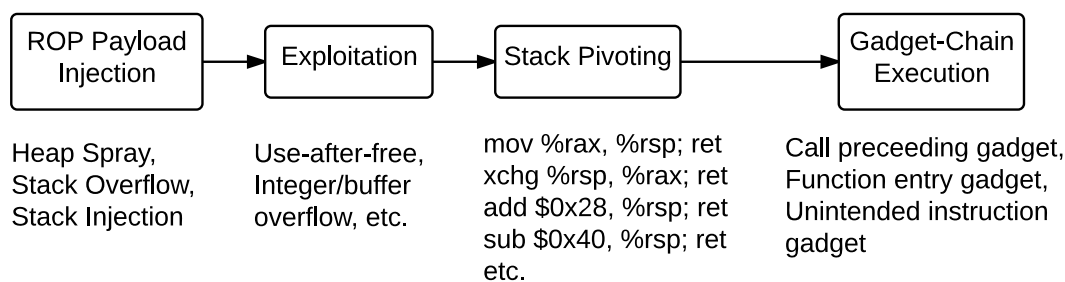 ROP Payload
Injection
Exploitation
Stack Pivoting
Gadget-Chain
Execution
Heap Spray,
Stack Overflow,
Stack Injection
Use-after-free,
Integer/buffer
overflow, etc.
mov %rax, %rsp; ret
xchg %rsp, %rax; ret
add $0x28, %rsp; ret
sub $0x40, %rsp; ret
etc.
Call preceeding gadget,
Function entry gadget,
Unintended instruction
gadget